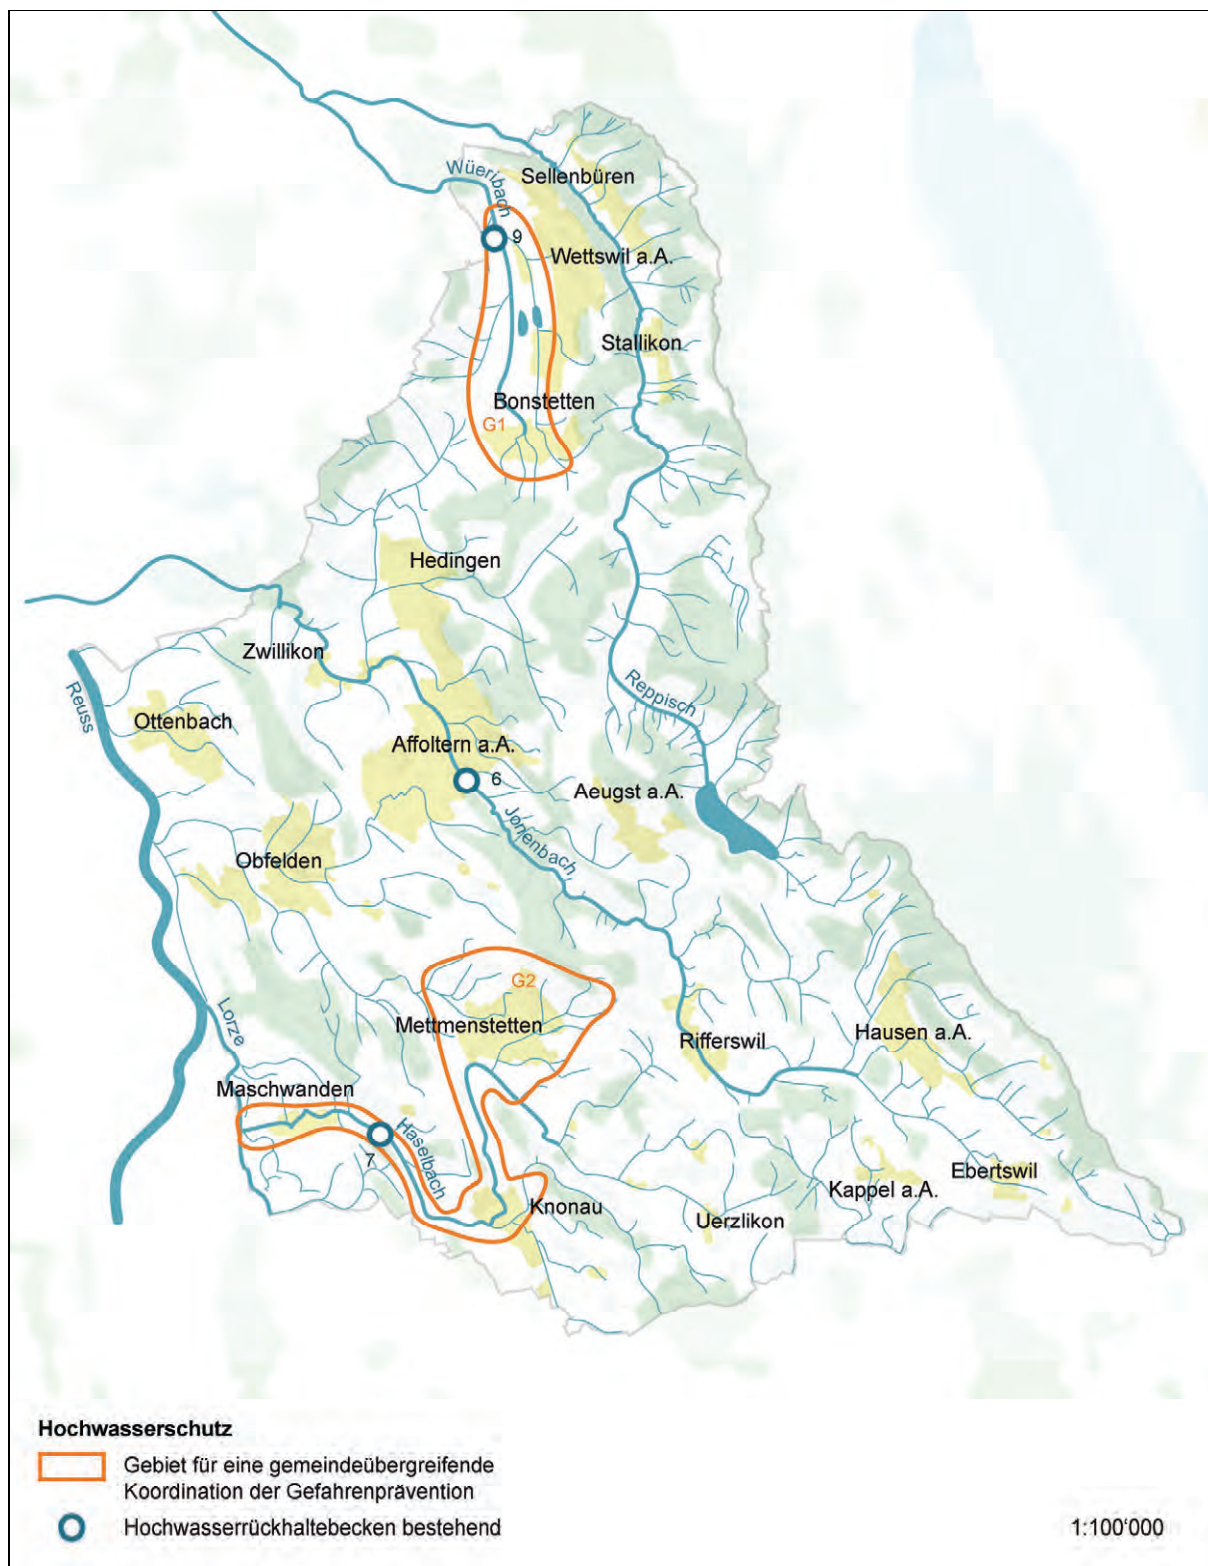 Sellenbüren
Wüeribach
9
Wettswil a.A.
Stallikon
Bonstetten
G1
Hedingen
Zwillikon
Reppisch
Reuss
Ottenbach
Affoltern a.A.
6
Aeugst a.A.
Jonenbach
Obfelden
G2
Lorze
Mettmenstetten
Rifferswil
Hausen a.A.
Maschwanden
Haselbach
7
Ebertswil
Kappel a.A.
Knonau
Uerzlikon
Hochwasserschutz
Gebiet für eine gemeindeübergreifende
Koordination der Gefahrenprävention
Hochwasserrückhaltebecken bestehend
1:100'000